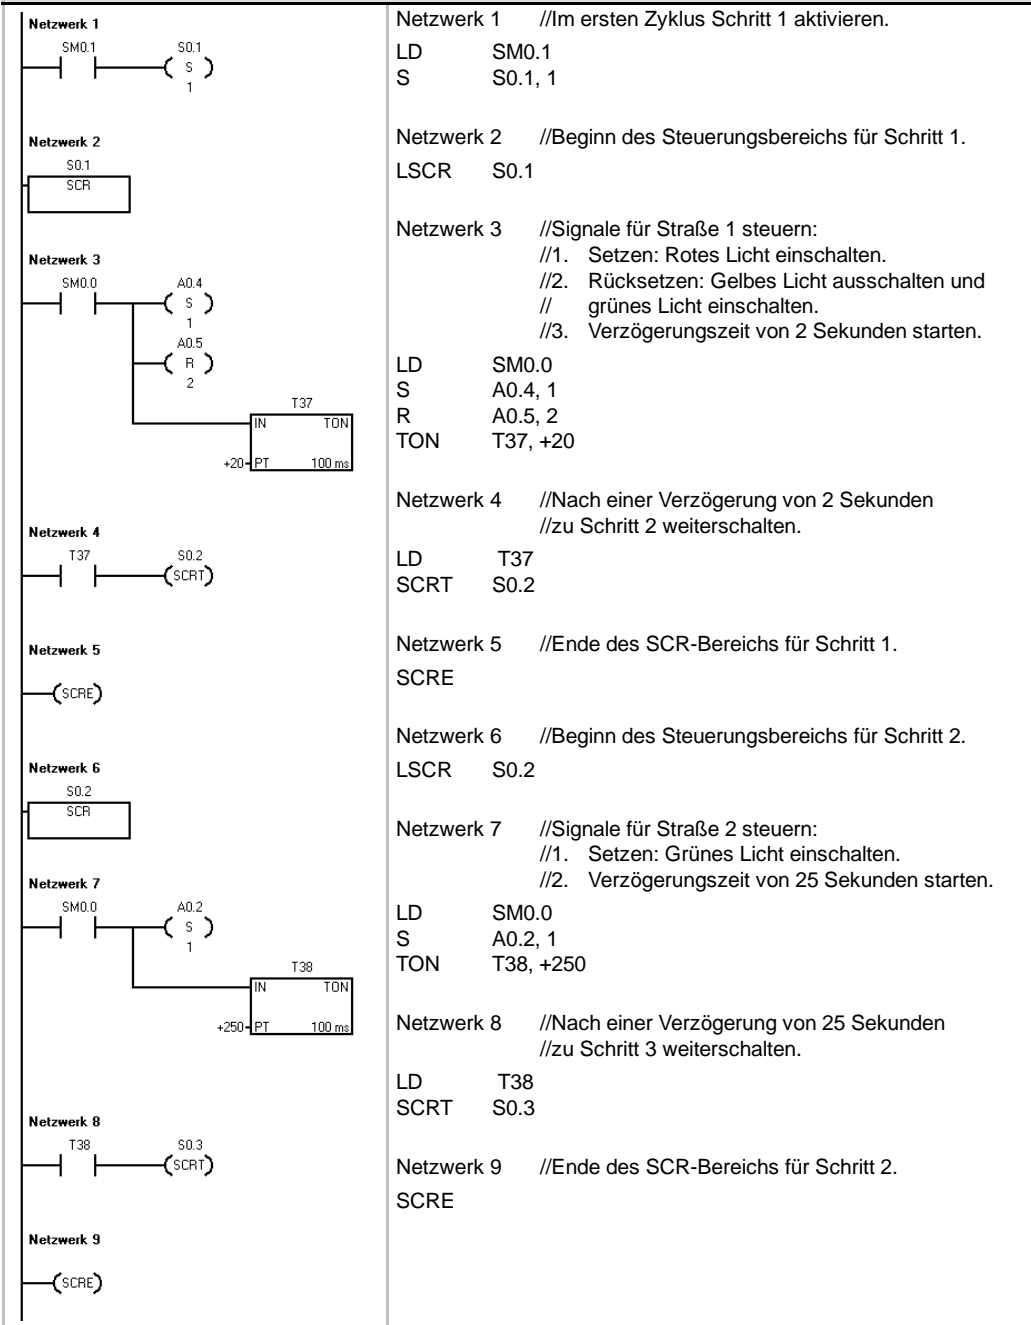 Netzwerk 1
SM0.1 S0.1
S
1
Netzwerk 2
S0.1
SCR
Netzwerk 3
SM0.0 A0.4
S
1
A0.5
R
2
T37
IN TON
+20 PT 100 ms
Netzwerk 4
T37 S0.2
SCRT
Netzwerk 5
SCRE
Netzwerk 6
S0.2
SCR
Netzwerk 7
SM0.0 A0.2
S
1
T38
IN TON
+250 PT 100 ms
Netzwerk 8
T38 S0.3
SCRT
Netzwerk 9
SCRE
Netzwerk 1 //Im ersten Zyklus Schritt 1 aktivieren.
LD SM0.1
S S0.1, 1
Netzwerk 2 //Beginn des Steuerungsbereichs für Schritt 1.
LSCR S0.1
Netzwerk 3 //Signale für Straße 1 steuern:
//1. Setzen: Rotes Licht einschalten.
//2. Rücksetzen: Gelbes Licht ausschalten und
// grünes Licht einschalten.
//3. Verzögerungszeit von 2 Sekunden starten.
LD SM0.0
S A0.4, 1
R A0.5, 2
TON T37, +20
Netzwerk 4 //Nach einer Verzögerung von 2 Sekunden
//zu Schritt 2 weiterschalten.
LD T37
SCRT S0.2
Netzwerk 5 //Ende des SCR-Bereichs für Schritt 1.
SCRE
Netzwerk 6 //Beginn des Steuerungsbereichs für Schritt 2.
LSCR S0.2
Netzwerk 7 //Signale für Straße 2 steuern:
//1. Setzen: Grünes Licht einschalten.
//2. Verzögerungszeit von 25 Sekunden starten.
LD SM0.0
S A0.2, 1
TON T38, +250
Netzwerk 8 //Nach einer Verzögerung von 25 Sekunden
//zu Schritt 3 weiterschalten.
LD T38
SCRT S0.3
Netzwerk 9 //Ende des SCR-Bereichs für Schritt 2.
SCRE